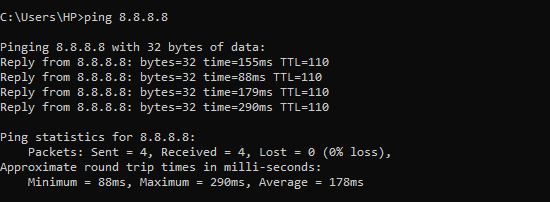 C:\Users\HP>ping 8.8.8.8
Pinging 8.8.8.8 with 32 bytes of data:
Reply from 8.8.8.8: bytes=32 time=155ms TTL=110
Reply from 8.8.8.8: bytes=32 time=88ms TTL=110
Reply from 8.8.8.8: bytes=32 time=179ms TTL=110
Reply from 8.8.8.8: bytes=32 time=290ms TTL=110
Ping statistics for 8.8.8.8:
Packets: Sent = 4, Received = 4, Lost = 0 (0% loss),
Approximate round trip times in milli-seconds:
Minimum = 88ms, Maximum = 290ms, Average = 178ms